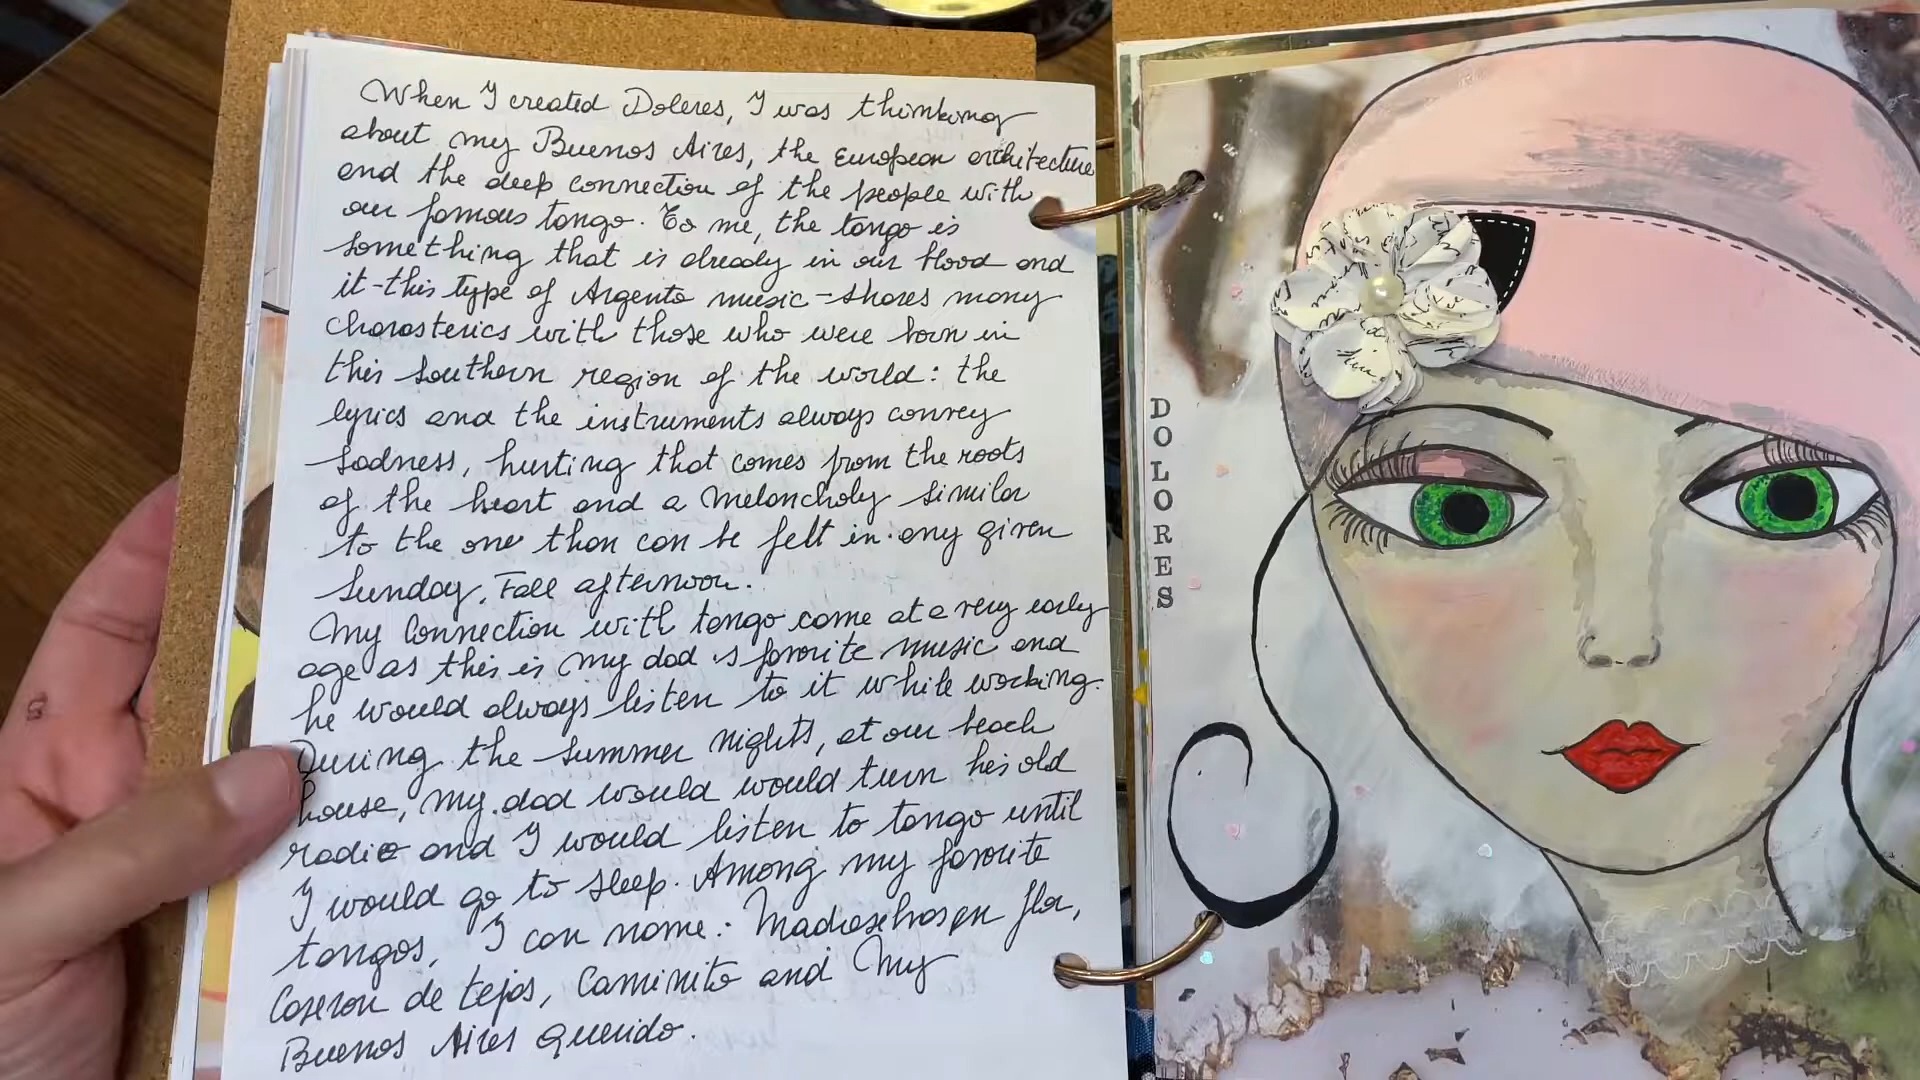 When I created Dolores, I was thinking
about my Buenos Aires, the European architecture
and the deep connection of the people with
our famous tango. To me, the tango is
something that is already in our blood and
it-this type of Argento music-shares many
charasterics with those who were born in
this southern region of the world: the
lyrics and the instruments always convey
sadness, hurting that comes from the roots
of the heart and a melancholy similar
to the one than can be felt in any given
Sunday, Fall afternoon.
My connection with tango came at a very early
age as this is my dad's favorite music and
he would always listen to it while working.
During the summer nights, at our beach
house, my dad would would turn his old
radio and I would listen to tango until
I would go to sleep. Among my favorite
tangos, I can name: Madreselvas en flor,
Caseron de tejas, Caminito and My
Buenos Aires querido.
DOLORES